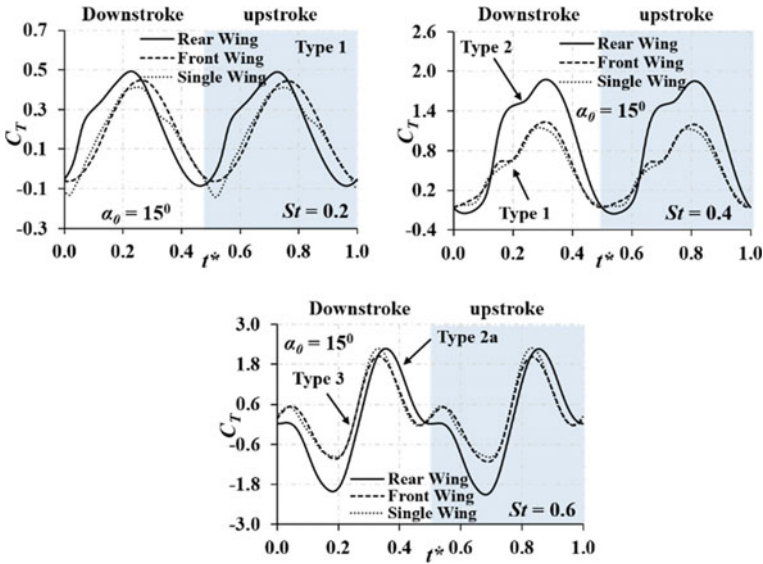 Downstroke upstroke
0.7
0.5
0.3
0.1
-0.1
-0.3
C_T
Rear Wing
Front Wing
Single Wing
Type 1
α₀ = 15⁰
St = 0.2
0.0 0.2 0.4 0.6 0.8 1.0
t*
Downstroke upstroke
2.6
2.0
1.4
0.8
0.2
-0.4
C_T
Type 2
Rear Wing
Front Wing
Single Wing
α₀ = 15⁰
Type 1
St = 0.4
0.0 0.2 0.4 0.6 0.8 1.0
t*
Downstroke upstroke
3.0
1.8
0.6
-0.6
-1.8
-3.0
C_T
α₀ = 15⁰
Type 2a
Type 3
Rear Wing
Front Wing
Single Wing
St = 0.6
0.0 0.2 0.4 0.6 0.8 1.0
t*